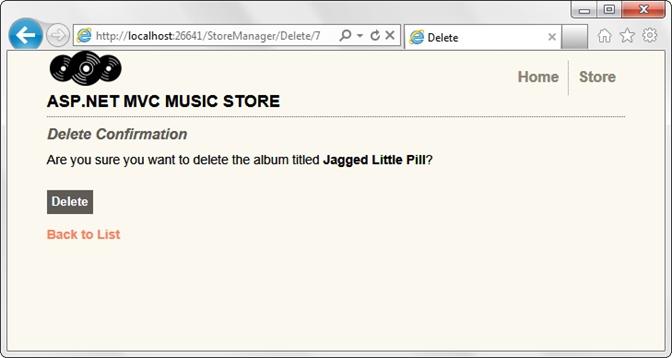 http://localhost:26641/StoreManager/Delete/7
Delete
Home
Store
ASP.NET MVC MUSIC STORE
Delete Confirmation
Are you sure you want to delete the album titled Jagged Little Pill?
Delete
Back to List